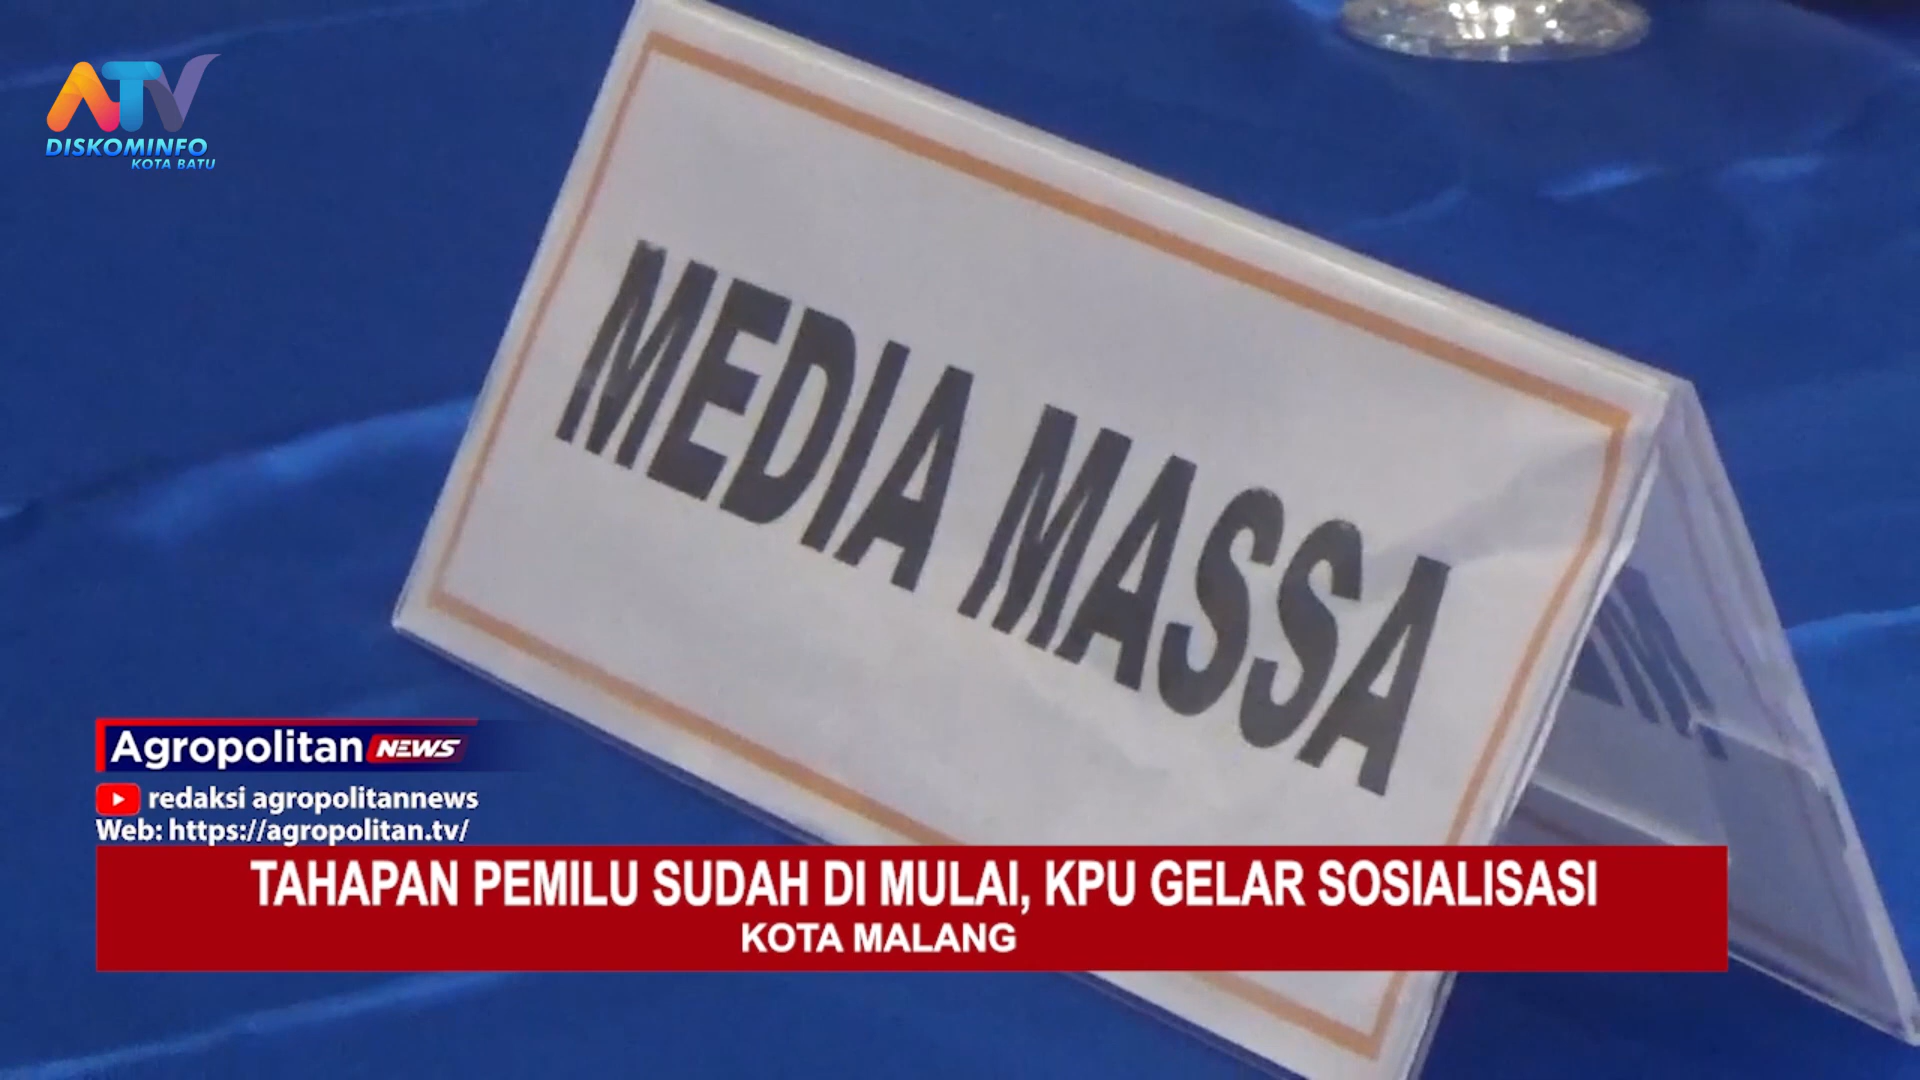 ATV
DISKOMINFO
KOTA BATU
MEDIA MASSA
Agropolitan NEWS
redaksi agropolitannews
Web: https://agropolitan.tv/
TAHAPAN PEMILU SUDAH DI MULAI, KPU GELAR SOSIALISASI
KOTA MALANG